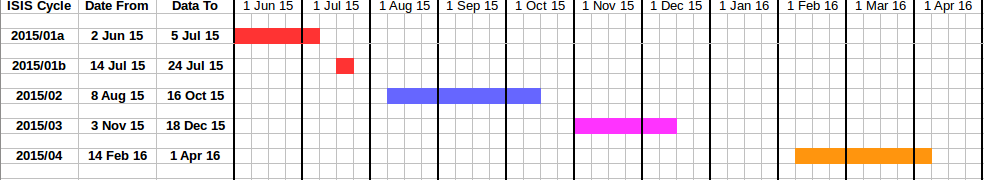 ISIS Cycle Date From Data To 1 Jun 15 1 Jul 15 1 Aug 15 1 Sep 15 1 Oct 15 1 Nov 15 1 Dec 15 1 Jan 16 1 Feb 16 1 Mar 16 1 Apr 16
2015/01a 2 Jun 15 5 Jul 15
2015/01b 14 Jul 15 24 Jul 15
2015/02 8 Aug 15 16 Oct 15
2015/03 3 Nov 15 18 Dec 15
2015/04 14 Feb 16 1 Apr 16